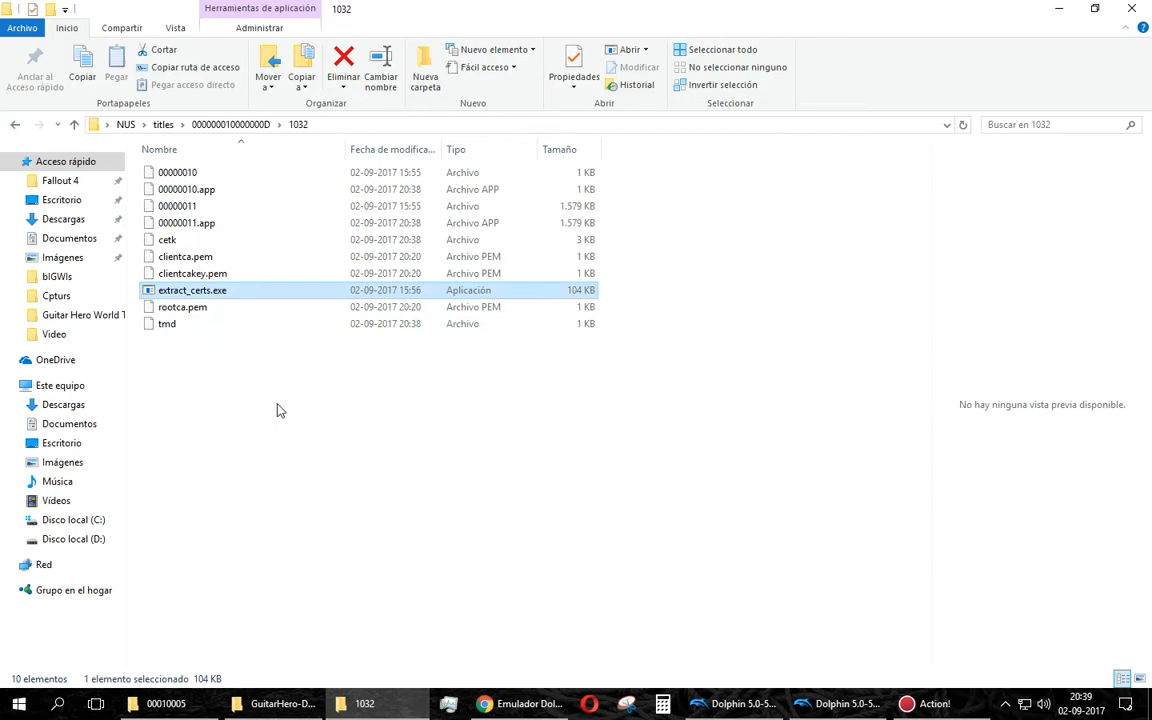 Herramientas de aplicación
1032
Archivo
Inicio
Compartir
Vista
Administrar
Anclar al
Acceso rápido
Copiar
Pegar
Cortar
Copiar ruta de acceso
Pegar acceso directo
Portapapeles
Mover
a
Copiar
a
Eliminar
Cambiar
nombre
Organizar
Nueva
carpeta
Nuevo elemento
Fácil acceso
Nuevo
Propiedades
Abrir
Modificar
Historial
Abrir
Seleccionar todo
No seleccionar ninguno
Invertir selección
Seleccionar
NUS > titles > 000000010000000D > 1032
Buscar en 1032
Acceso rápido
Fallout 4
Escritorio
Descargas
Documentos
Imágenes
bIGWIs
Cpturs
Guitar Hero World T
Video
OneDrive
Este equipo
Descargas
Documentos
Escritorio
Imágenes
Música
Vídeos
Disco local (C:)
Disco local (D:)
Red
Grupo en el hogar
Nombre Fecha de modifica... Tipo Tamaño
00000010 02-09-2017 15:55 Archivo 1 KB
00000010.app 02-09-2017 20:38 Archivo APP 1 KB
00000011 02-09-2017 15:55 Archivo 1.579 KB
00000011.app 02-09-2017 20:38 Archivo APP 1.579 KB
cetk 02-09-2017 20:38 Archivo 3 KB
clientca.pem 02-09-2017 20:20 Archivo PEM 1 KB
clientcakey.pem 02-09-2017 20:20 Archivo PEM 1 KB
extract_certs.exe 02-09-2017 15:56 Aplicación 104 KB
rootca.pem 02-09-2017 20:20 Archivo PEM 1 KB
tmd 02-09-2017 20:38 Archivo 1 KB
No hay ninguna vista previa disponible.
10 elementos 1 elemento seleccionado 104 KB
00010005
GuitarHero-D...
1032
Emulador Dol...
Dolphin 5.0-5...
Dolphin 5.0-5...
Action!
20:39
02-09-2017